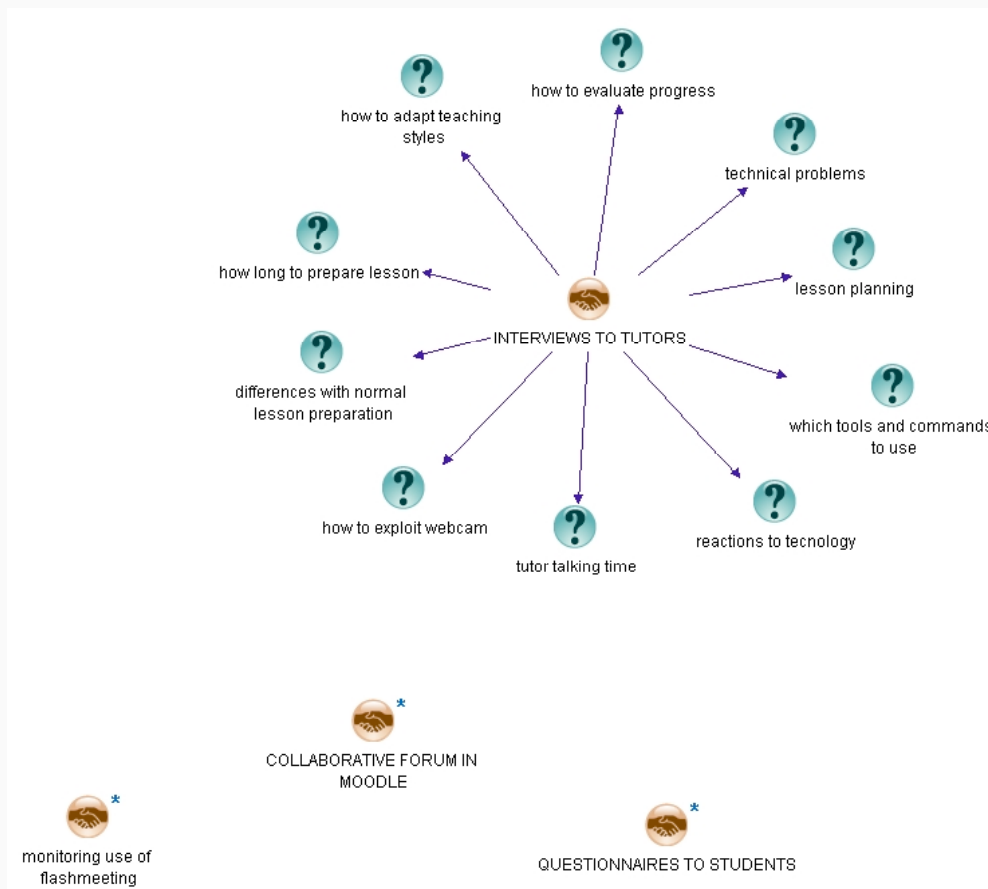 how to evaluate progress
how to adapt teaching
styles
technical problems
how long to prepare lesson
lesson planning
INTERVIEWS TO TUTORS
differences with normal
lesson preparation
which tools and commands
to use
how to exploit webcam
tutor talking time
reactions to tecnology
*
COLLABORATIVE FORUM IN
MOODLE
*
monitoring use of
flashmeeting
*
QUESTIONNAIRES TO STUDENTS